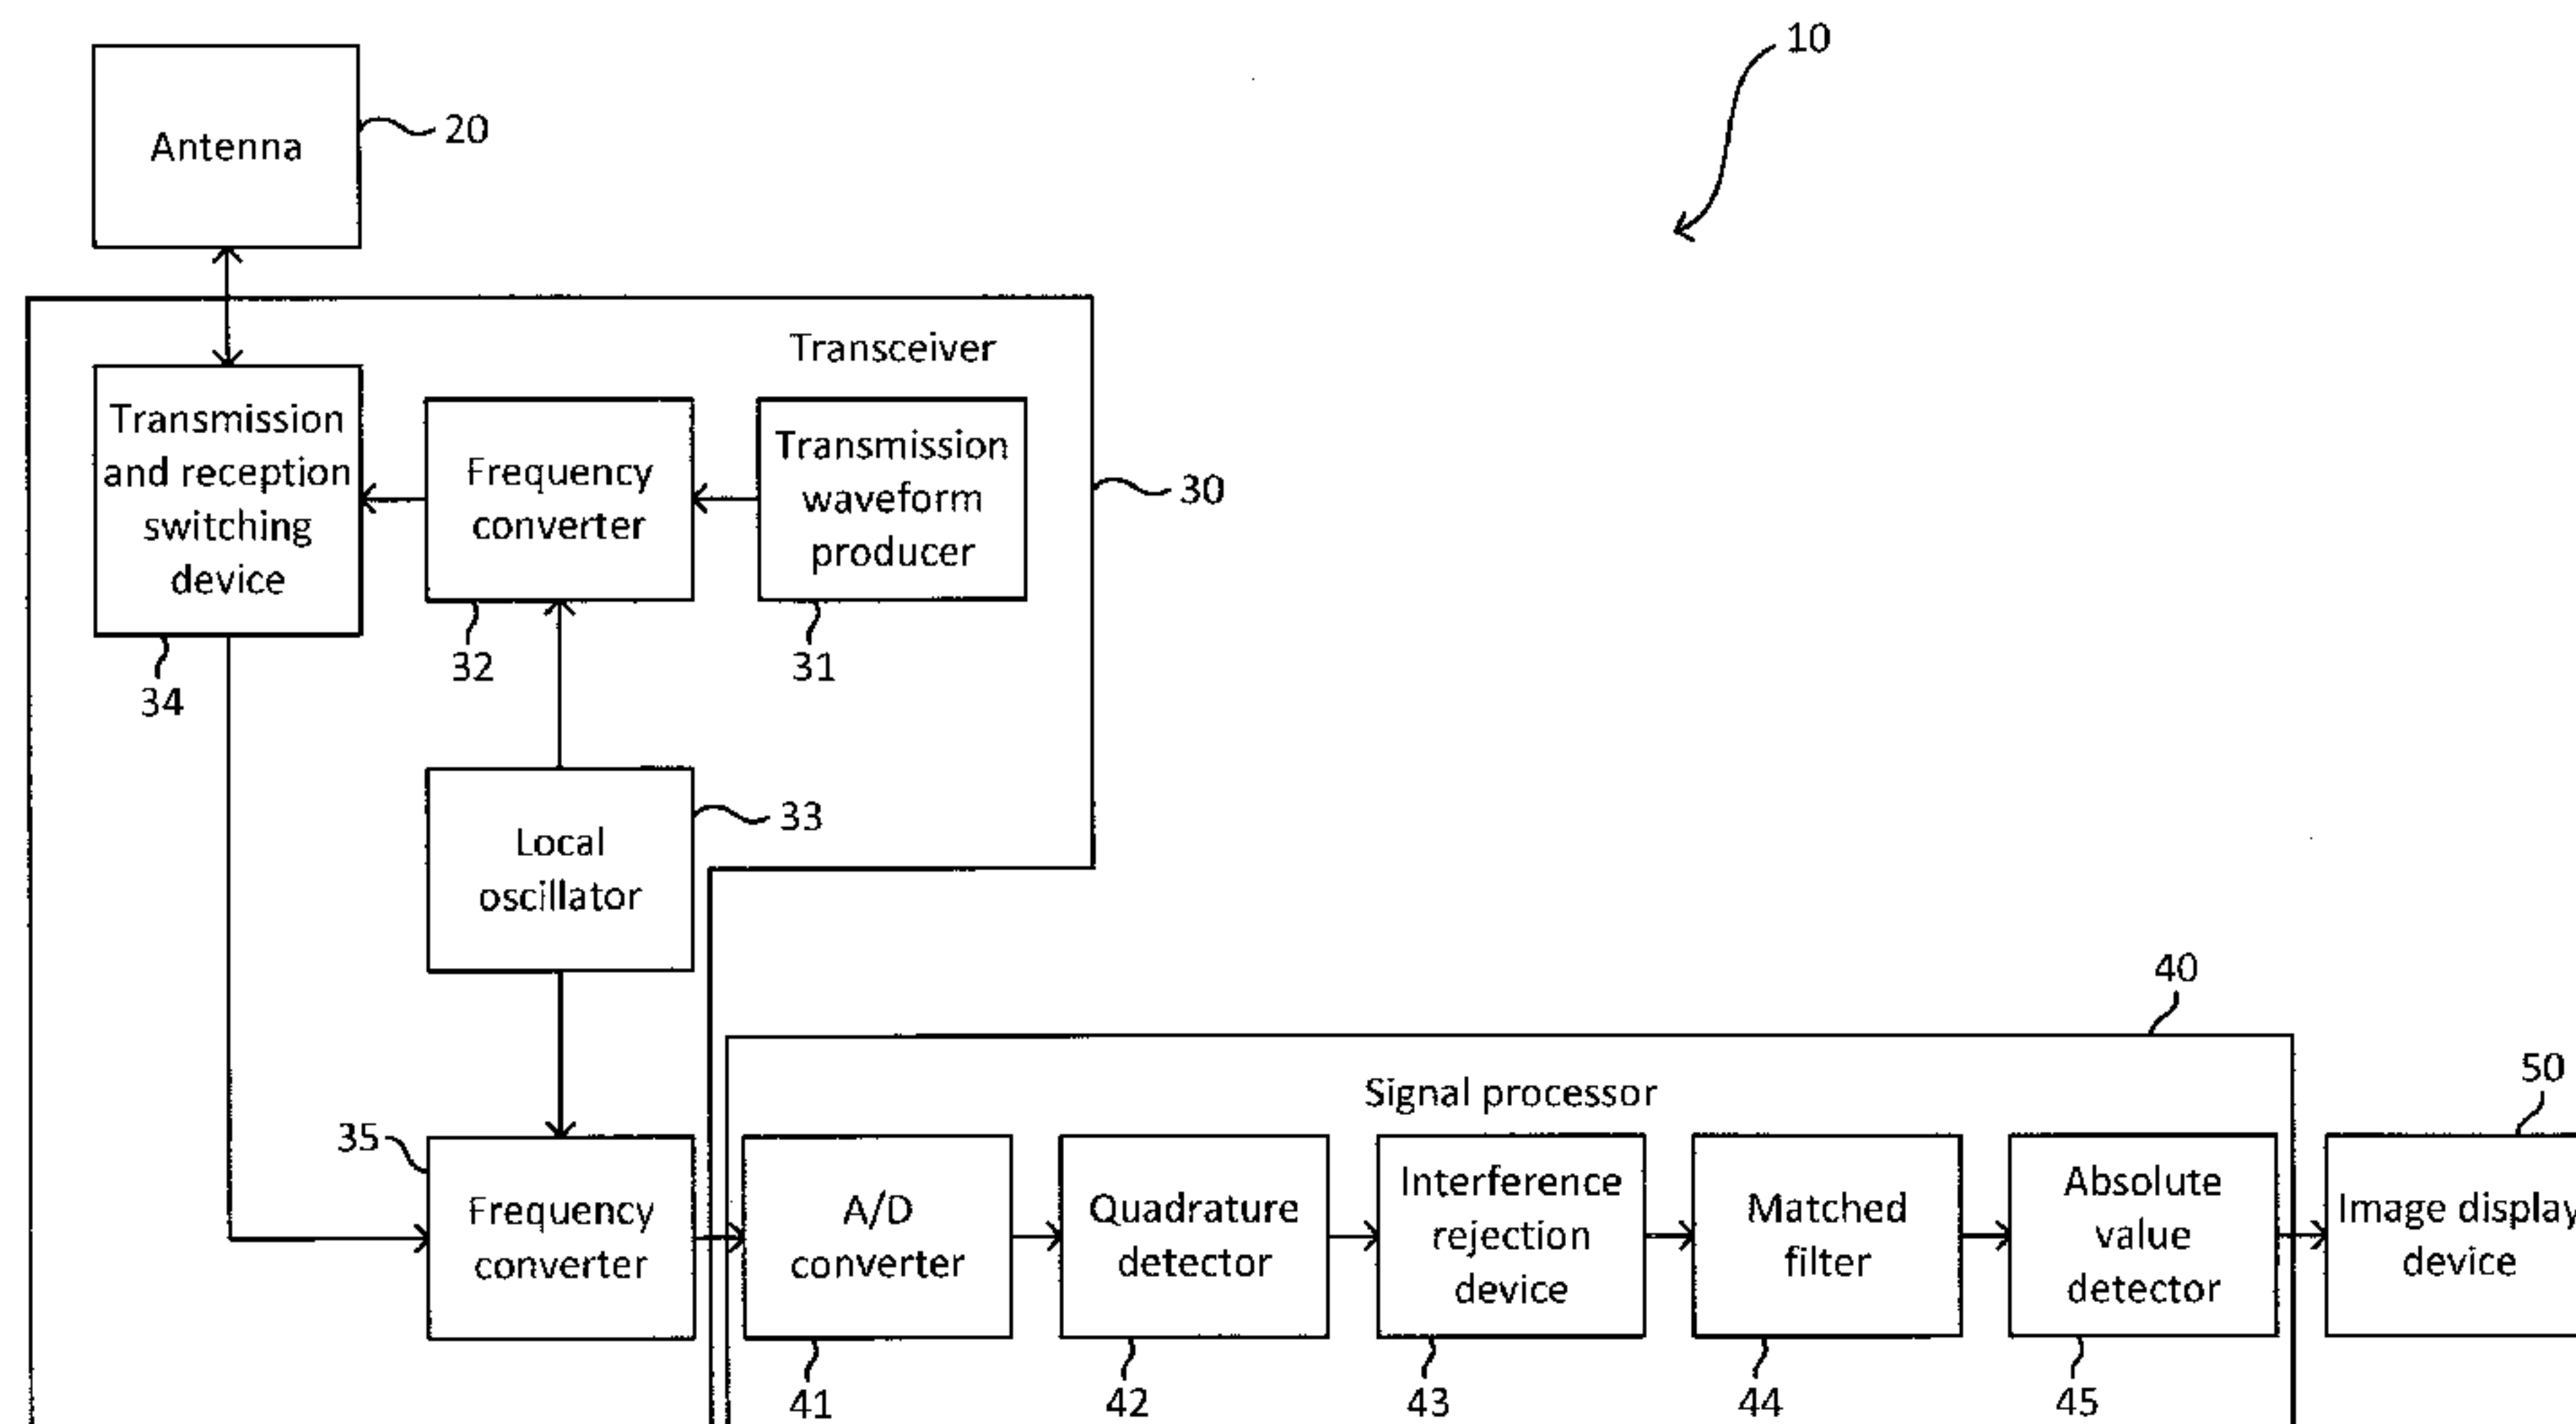 10
Antenna
20
Transceiver
Transmission
and reception
switching
device
Frequency
converter
Transmission
waveform
producer
30
34
32
31
Local
oscillator
33
40
Signal processor
50
35
Frequency
converter
A/D
converter
Quadrature
detector
Interference
rejection
device
Matched
filter
Absolute
value
detector
Image display
device
41
42
43
44
45